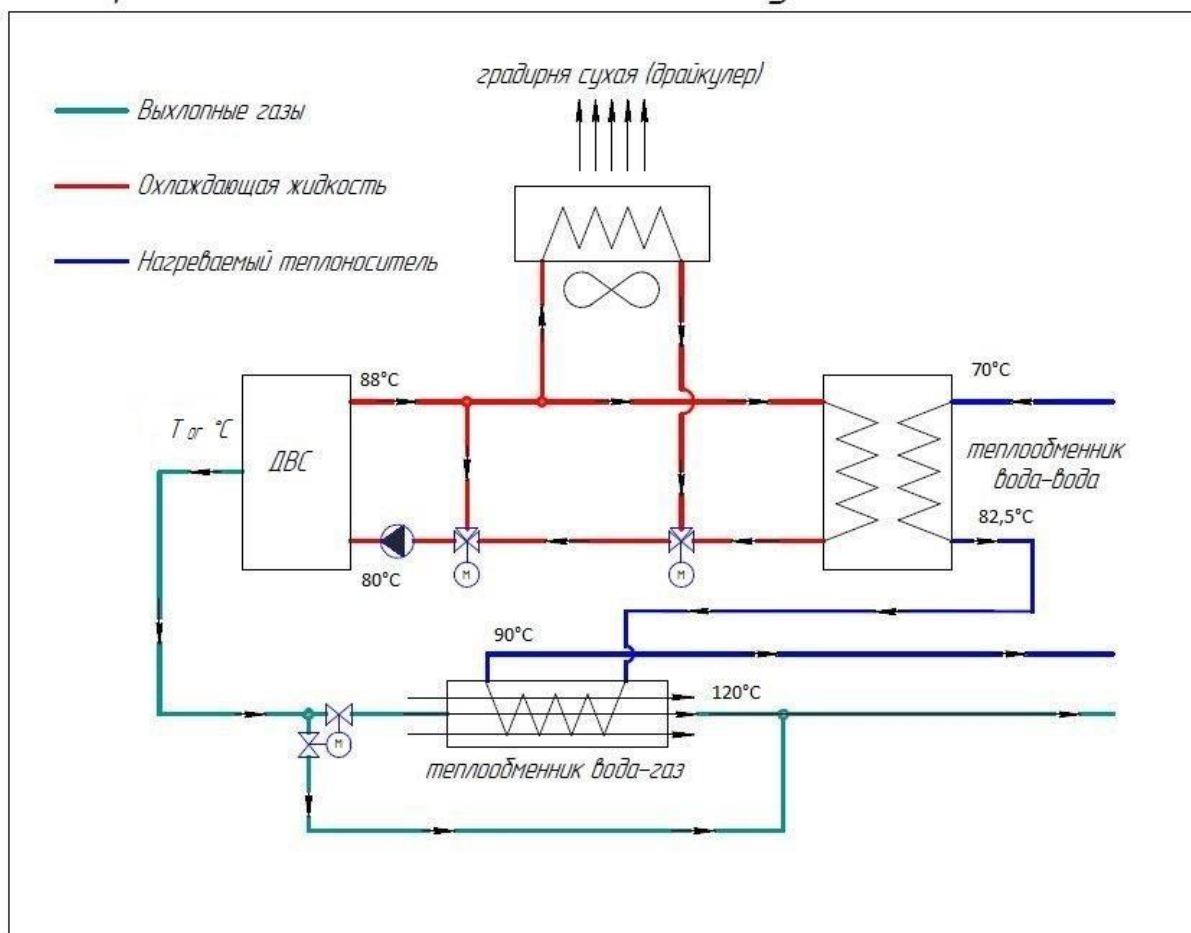 градирня сухая (драйкулер)
Выхлопные газы
Охлаждающая жидкость
Нагреваемый теплоноситель
88°C
70°C
T ог °C
ДВС
теплообменник
вода-вода
82,5°C
80°C
М
М
90°C
120°C
М
теплообменник вода-газ